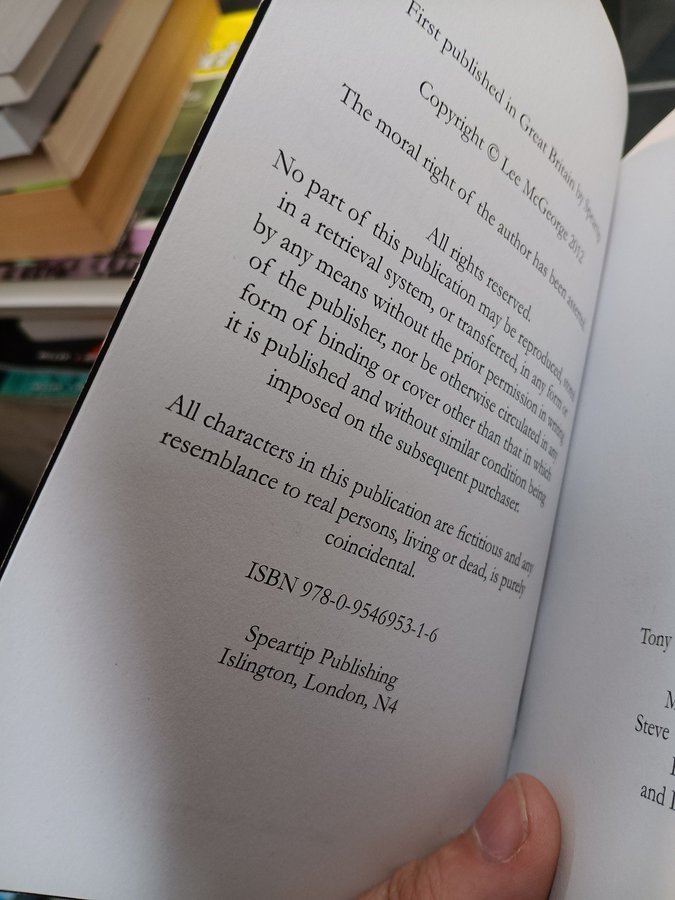 First published in Great Britain by Speartip
Copyright © Lee McGeorge 2012
The moral right of the author has been asserted
All rights reserved.
No part of this publication may be reproduced, stored
in a retrieval system, or transferred, in any form or
by any means without the prior permission in writing
of the publisher, nor be otherwise circulated in any
form of binding or cover other than that in which
it is published and without similar condition being
imposed on the subsequent purchaser.
All characters in this publication are fictitious and any
resemblance to real persons, living or dead, is purely
coincidental.
ISBN 978-0-9546953-1-6
Speartip Publishing
Islington, London, N4
Tony
M
Steve
and